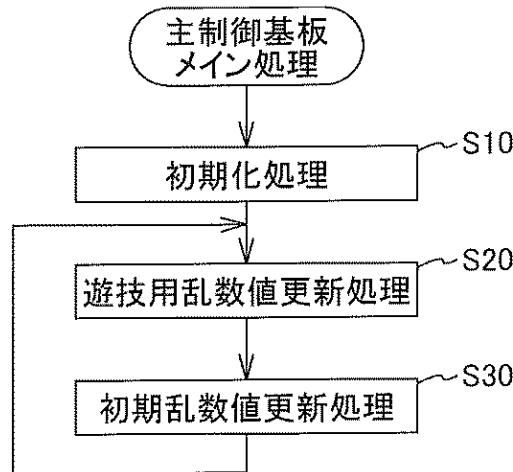 主制御基板
メイン処理
S10
初期化処理
S20
遊技用乱数値更新処理
S30
初期乱数値更新処理